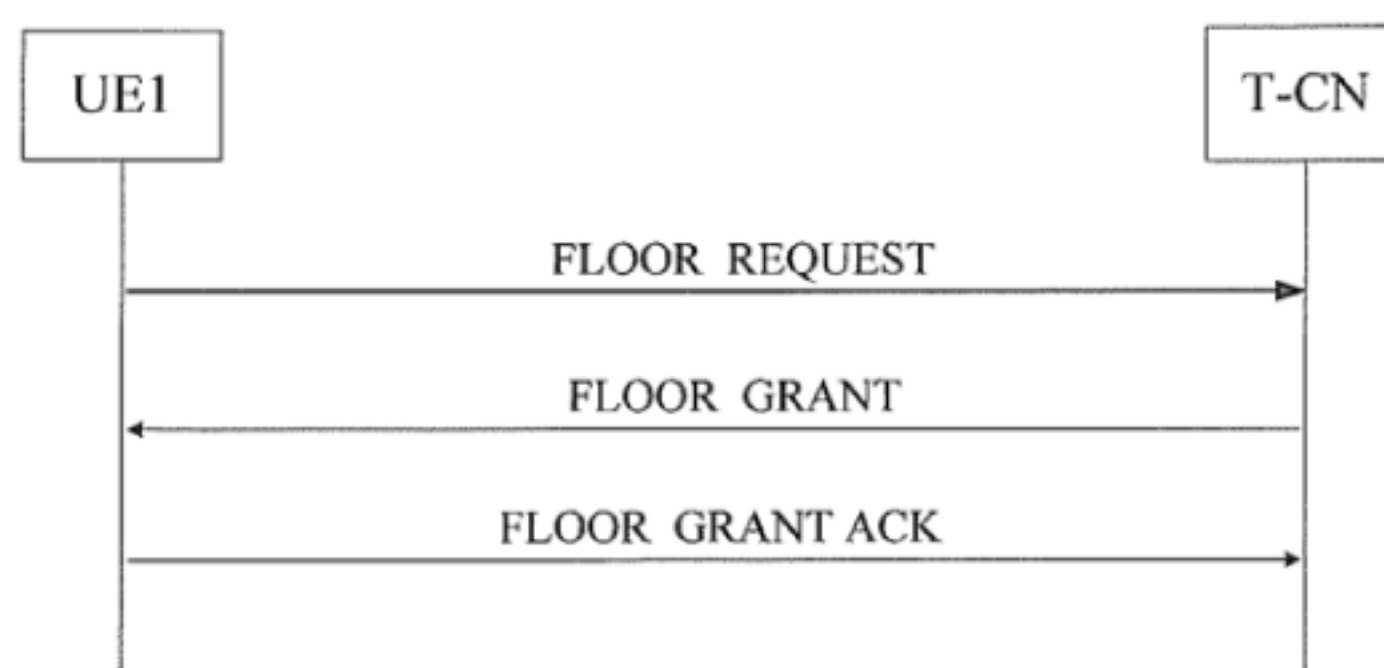 UE1
T-CN
FLOOR REQUEST
FLOOR GRANT
FLOOR GRANT ACK